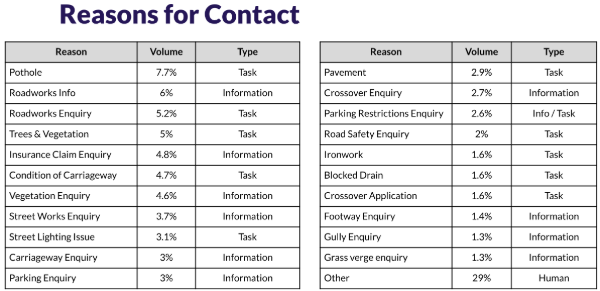 Reasons for Contact
Reason Volume Type
Pothole 7.7% Task
Roadworks Info 6% Information
Roadworks Enquiry 5.2% Task
Trees & Vegetation 5% Task
Insurance Claim Enquiry 4.8% Information
Condition of Carriageway 4.7% Task
Vegetation Enquiry 4.6% Information
Street Works Enquiry 3.7% Information
Street Lighting Issue 3.1% Task
Carriageway Enquiry 3% Information
Parking Enquiry 3% Information
Reason Volume Type
Pavement 2.9% Task
Crossover Enquiry 2.7% Information
Parking Restrictions Enquiry 2.6% Info / Task
Road Safety Enquiry 2% Task
Ironwork 1.6% Task
Blocked Drain 1.6% Task
Crossover Application 1.6% Task
Footway Enquiry 1.4% Information
Gully Enquiry 1.3% Information
Grass verge enquiry 1.3% Information
Other 29% Human